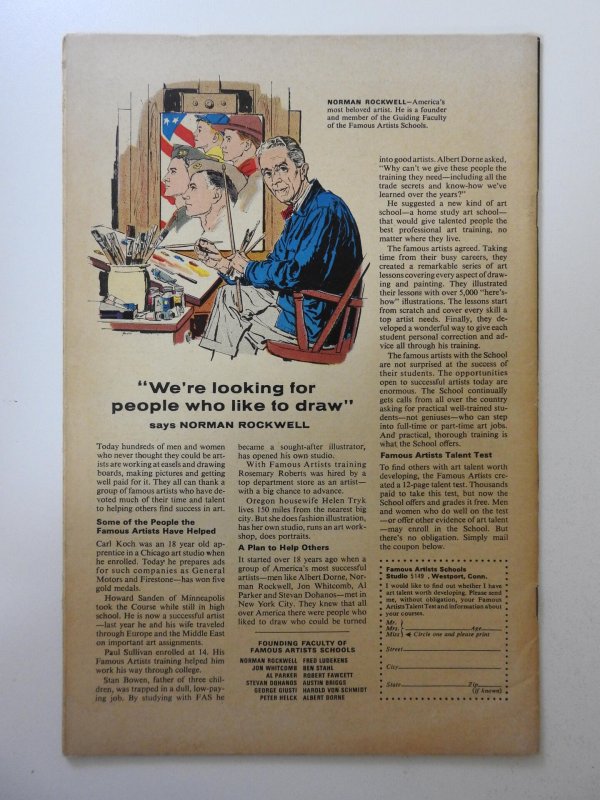 NORMAN ROCKWELL—America's
most beloved artist. He is a founder
and member of the Guiding Faculty
of the Famous Artists Schools.
"We're looking for
people who like to draw"
says NORMAN ROCKWELL
Today hundreds of men and women
who never thought they could be art-
ists are working at easels and drawing
boards, making pictures and getting
well paid for it. They all can thank a
group of famous artists who have de-
voted much of their time and talent
to helping others find success in art.
Some of the People the
Famous Artists Have Helped
Carl Koch was an 18 year old ap-
prentice in a Chicago art studio when
he enrolled. Today he prepares ads
for such companies as General
Motors and Firestone—has won five
gold medals.
Howard Sanden of Minneapolis
took the Course while still in high
school. He is now a successful artist
—last year he and his wife traveled
through Europe and the Middle East
on important art assignments.
Paul Sullivan enrolled at 14. His
Famous Artists training helped him
work his way through college.
Stan Bowen, father of three chil-
dren, was trapped in a dull, low-pay-
ing job. By studying with FAS he
became a sought-after illustrator,
has opened his own studio.
With Famous Artists training
Rosemary Roberts was hired by a
top department store as an artist—
with a big chance to advance.
Oregon housewife Helen Tryk
lives 150 miles from the nearest big
city. But she does fashion illustration,
has her own studio, runs an art work-
shop, does portraits.
A Plan to Help Others
It started over 18 years ago when a
group of America's most successful
artists—men like Albert Dorne, Nor-
man Rockwell, Jon Whitcomb, Al
Parker and Stevan Dohanos—met in
New York City. They knew that all
over America there were people who
liked to draw who could be turned
FOUNDING FACULTY OF
FAMOUS ARTISTS SCHOOLS
NORMAN ROCKWELL FRED LUDEKENS
JON WHITCOMB BEN STAHL
AL PARKER ROBERT FAWCETT
STEVAN DOHANOS AUSTIN BRIGGS
GEORGE GIUSTI HAROLD VON SCHMIDT
PETER HELCK ALBERT DORNE
into good artists. Albert Dorne asked,
"Why can't we give these people the
training they need—including all the
trade secrets and know-how we've
learned over the years?"
He suggested a new kind of art
school—a home study art school—
that would give talented people the
best professional art training, no
matter where they live.
The famous artists agreed. Taking
time from their busy careers, they
created a remarkable series of art
lessons covering every aspect of draw-
ing and painting. They illustrated
their lessons with over 5,000 "here's-
how" illustrations. The lessons start
from scratch and cover every skill a
top artist needs. Finally, they de-
veloped a wonderful way to give each
student personal correction and ad-
vice all through his training.
The famous artists with the School
are not surprised at the success of
their students. The opportunities
open to successful artists today are
enormous. The School continually
gets calls from all over the country
asking for practical well-trained stu-
dents—not geniuses—who can step
into full-time or part-time art jobs.
And practical, thorough training is
what the School offers.
Famous Artists Talent Test
To find others with art talent worth
developing, the Famous Artists cre-
ated a 12-page talent test. Thousands
paid to take this test, but now the
School offers and grades it free. Men
and women who do well on the test
—or offer other evidence of art talent
—may enroll in the School. But
there's no obligation. Simply mail
the coupon below.
Famous Artists Schools
Studio 5149, Westport, Conn.
I would like to find out whether I have
art talent worth developing. Please send
me, without obligation, your Famous
Artists Talent Test and information about
your courses.
Mr.
Mrs. Age
Miss Circle one and please print
Street
City
State Zip
(if known)